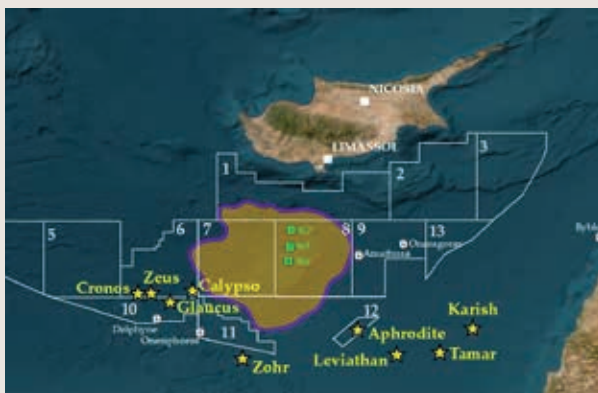 NICOSIA
LIMASSOL
1
2
3
5
6
7
8
9
13
Onasagoras
Amathusa
Cronos
Zeus
Calypso
Glaucus
10
Delphyne
Onesiphoros
11
12
Aphrodite
Karish
Zohr
Leviathan
Tamar